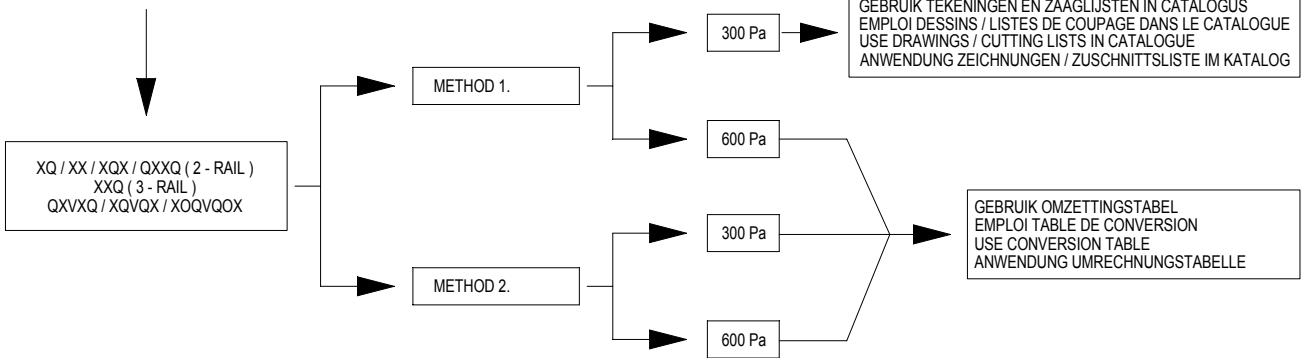 GEBRUIK TEKENINGEN EN ZAAGLIJSTEN IN CATALOGUS
EMPLOI DESSINS / LISTES DE COUPAGE DANS LE CATALOGUE
USE DRAWINGS / CUTTING LISTS IN CATALOGUE
ANWENDUNG ZEICHNUNGEN / ZUSCHNITTSLISTE IM KATALOG
300 Pa
METHOD 1.
600 Pa
XQ / XX / XQX / QXXQ ( 2 - RAIL )
XXQ ( 3 - RAIL )
QXVXQ / XQVQX / XOQVQOX
300 Pa
GEBRUIK OMZETTINGSTABEL
EMPLOI TABLE DE CONVERSION
USE CONVERSION TABLE
ANWENDUNG UMRECHNUNGSTABELLE
METHOD 2.
600 Pa